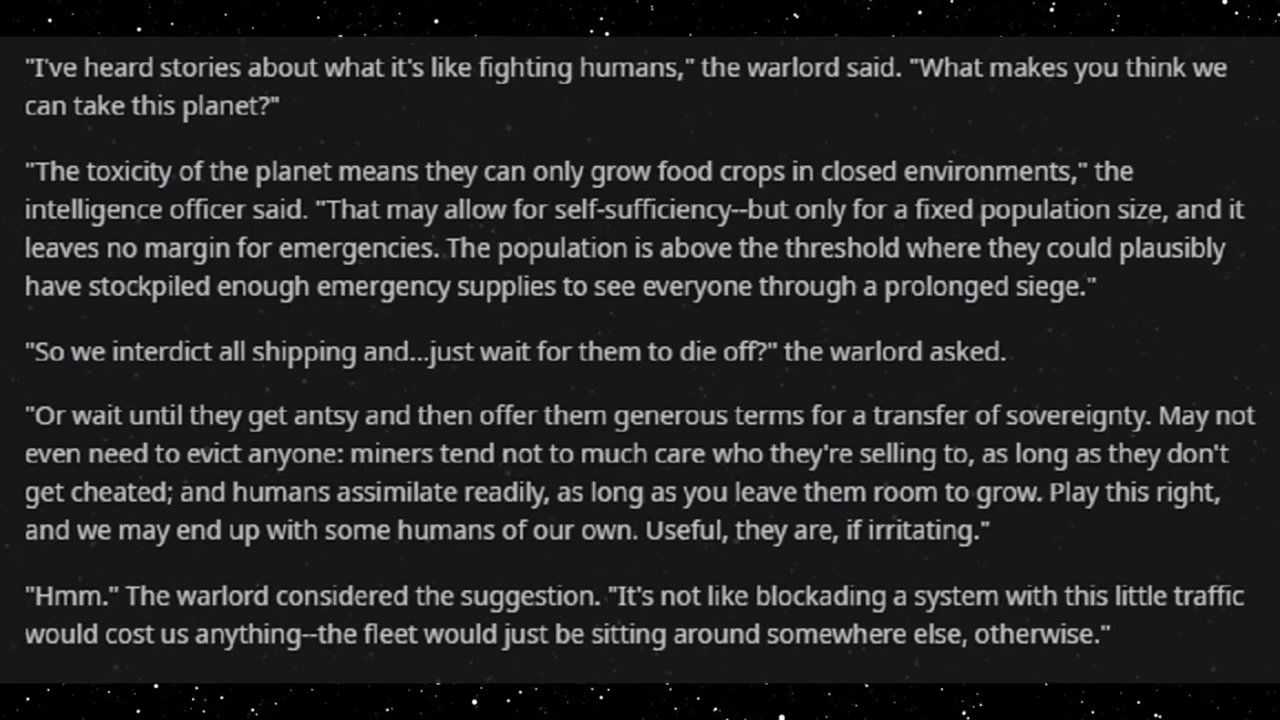 "I've heard stories about what it's like fighting humans," the warlord said. "What makes you think we
can take this planet?"
"The toxicity of the planet means they can only grow food crops in closed environments," the
intelligence officer said. "That may allow for self-sufficiency--but only for a fixed population size, and it
leaves no margin for emergencies. The population is above the threshold where they could plausibly
have stockpiled enough emergency supplies to see everyone through a prolonged siege."
"So we interdict all shipping and...just wait for them to die off?" the warlord asked.
"Or wait until they get antsy and then offer them generous terms for a transfer of sovereignty. May not
even need to evict anyone: miners tend not to much care who they're selling to, as long as they don't
get cheated; and humans assimilate readily, as long as you leave them room to grow. Play this right,
and we may end up with some humans of our own. Useful, they are, if irritating."
"Hmm." The warlord considered the suggestion. "It's not like blockading a system with this little traffic
would cost us anything--the fleet would just be sitting around somewhere else, otherwise."